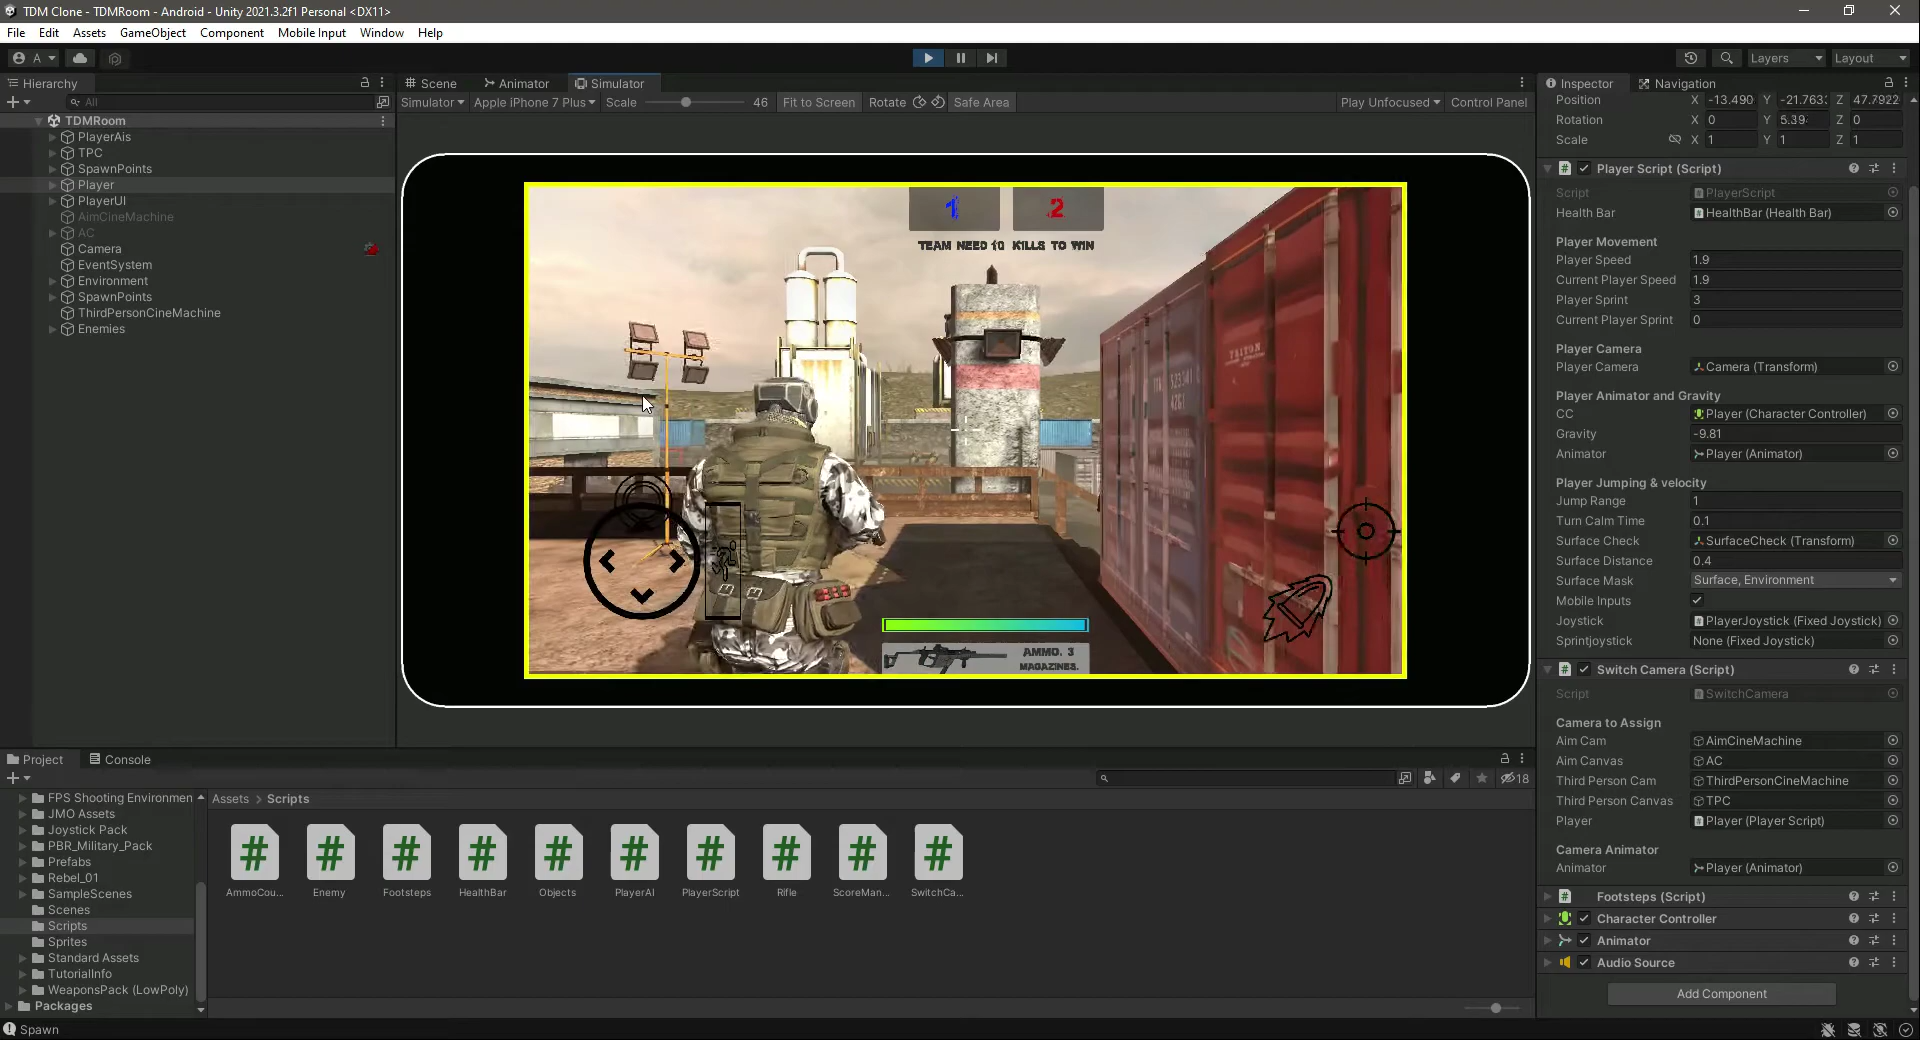 TDM Clone - TDMRoom - Android - Unity 2021.3.2f1 Personal <DX11>
File Edit Assets GameObject Component Mobile Input Window Help
A Layers Layout
Hierarchy
All
TDMRoom
PlayerAis
TPC
SpawnPoints
Player
PlayerUI
AimCineMachine
AC
Camera
EventSystem
Environment
SpawnPoints
ThirdPersonCineMachine
Enemies
Scene Animator Simulator
Simulator Apple iPhone 7 Plus Scale 46 Fit to Screen Rotate Safe Area Play Unfocused Control Panel
1 2
TEAM NEED 10 KILLS TO WIN
TRITON
AMMO. 3
MAGAZINES.
Inspector Navigation
Position X -13.490 Y -21.763 Z 47.7922
Rotation X 0 Y 5.39 Z 0
Scale X 1 Y 1 Z 1
Player Script (Script)
Script PlayerScript
Health Bar HealthBar (Health Bar)
Player Movement
Player Speed 1.9
Current Player Speed 1.9
Player Sprint 3
Current Player Sprint 0
Player Camera
Player Camera Camera (Transform)
Player Animator and Gravity
CC Player (Character Controller)
Gravity -9.81
Animator Player (Animator)
Player Jumping & velocity
Jump Range 1
Turn Calm Time 0.1
Surface Check SurfaceCheck (Transform)
Surface Distance 0.4
Surface Mask Surface, Environment
Mobile Inputs
Joystick PlayerJoystick (Fixed Joystick)
Sprintjoystick None (Fixed Joystick)
Switch Camera (Script)
Script SwitchCamera
Camera to Assign
Aim Cam AimCineMachine
Aim Canvas AC
Third Person Cam ThirdPersonCineMachine
Third Person Canvas TPC
Player Player (Player Script)
Camera Animator
Animator Player (Animator)
Footsteps (Script)
Character Controller
Animator
Audio Source
Add Component
Project Console
18
FPS Shooting Environmen
JMO Assets
Joystick Pack
PBR_Military_Pack
Prefabs
Rebel_01
SampleScenes
Scenes
Scripts
Sprites
Standard Assets
TutorialInfo
WeaponsPack (LowPoly)
Packages
Assets > Scripts
AmmoCou... Enemy Footsteps HealthBar Objects PlayerAI PlayerScript Rifle ScoreMan... SwitchCa...
Spawn